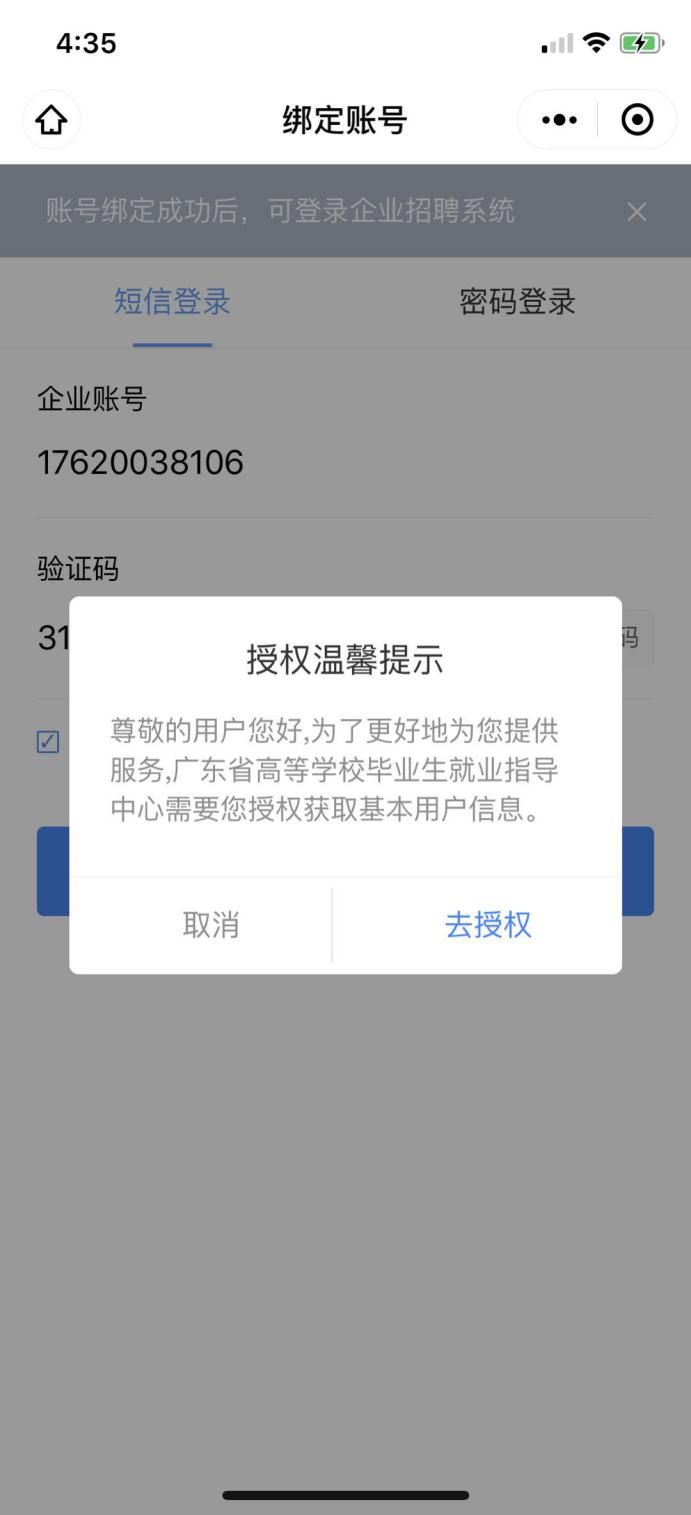 4:35
绑定账号
账号绑定成功后，可登录企业招聘系统
短信登录
密码登录
企业账号
17620038106
验证码
31
码
授权温馨提示
尊敬的用户您好,为了更好地为您提供
服务,广东省高等学校毕业生就业指导
中心需要您授权获取基本用户信息。
取消
去授权